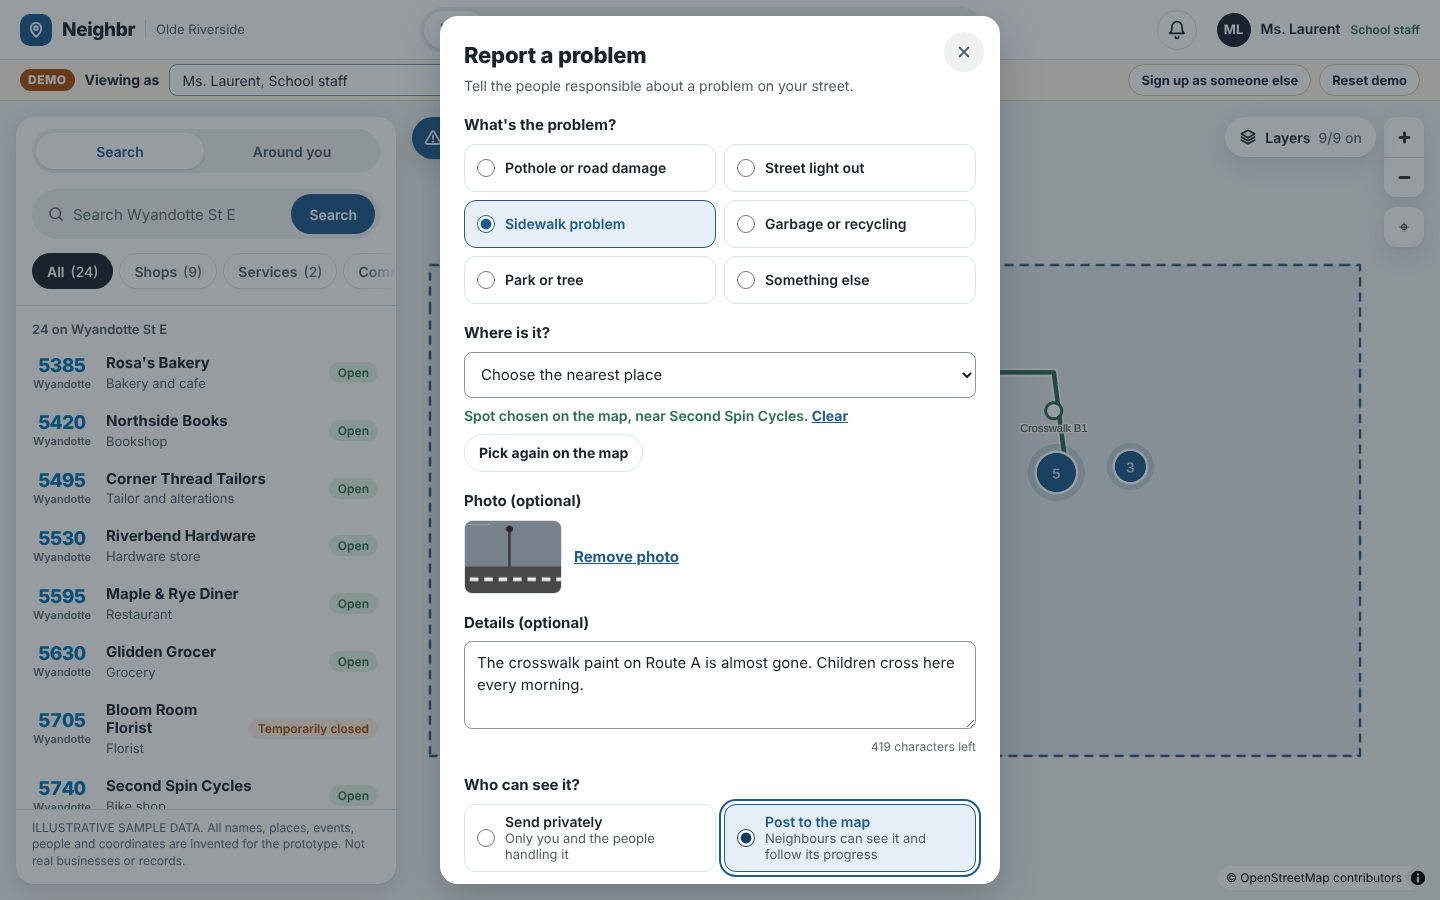 Neighbr
Olde Riverside
ML
Ms. Laurent
School staff
DEMO
Viewing as
Ms. Laurent, School staff
Sign up as someone else
Reset demo
Search
Around you
Search Wyandotte St E
Search
All (24)
Shops (9)
Services (2)
24 on Wyandotte St E
5385
Wyandotte
Rosa's Bakery
Bakery and cafe
Open
5420
Wyandotte
Northside Books
Bookshop
Open
5495
Wyandotte
Corner Thread Tailors
Tailor and alterations
Open
5530
Wyandotte
Riverbend Hardware
Hardware store
Open
5595
Wyandotte
Maple & Rye Diner
Restaurant
Open
5630
Wyandotte
Glidden Grocer
Grocery
Open
5705
Wyandotte
Bloom Room
Florist
Florist
Temporarily closed
5740
Wyandotte
Second Spin Cycles
Bike shop
Open
ILLUSTRATIVE SAMPLE DATA. All names, places, events,
people and coordinates are invented for the prototype. Not
real businesses or records.
Report a problem
Tell the people responsible about a problem on your street.
What's the problem?
Pothole or road damage
Street light out
Sidewalk problem
Garbage or recycling
Park or tree
Something else
Where is it?
Choose the nearest place
Spot chosen on the map, near Second Spin Cycles. Clear
Pick again on the map
Photo (optional)
Remove photo
Details (optional)
The crosswalk paint on Route A is almost gone. Children cross here
every morning.
419 characters left
Who can see it?
Send privately
Only you and the people
handling it
Post to the map
Neighbours can see it and
follow its progress
Layers 9/9 on
Crosswalk B1
5
3
© OpenStreetMap contributors